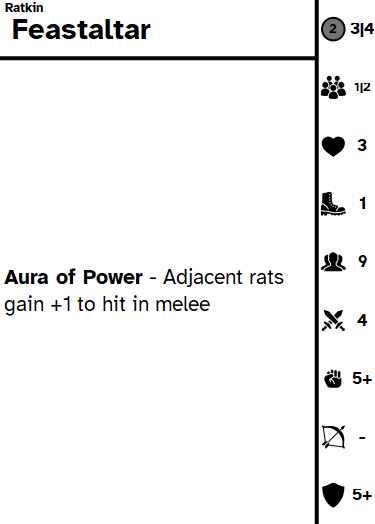 Ratkin
Feastaltar
2 3|4
1|2
3
1
9
Aura of Power - Adjacent rats
gain +1 to hit in melee
4
5+
-
5+